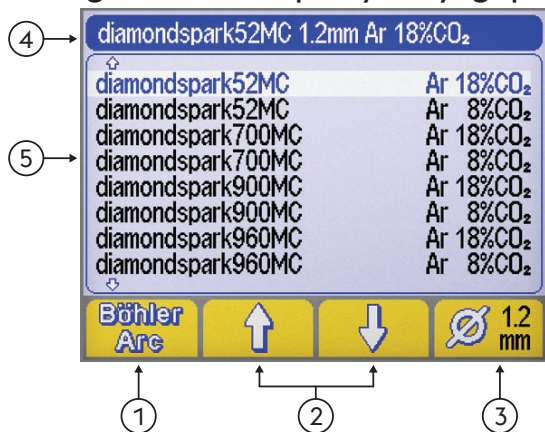 ④ diamondspark52MC 1.2mm Ar 18%CO₂
diamondspark52MC Ar 18%CO₂
diamondspark52MC Ar 8%CO₂
diamondspark700MC Ar 18%CO₂
⑤ diamondspark700MC Ar 8%CO₂
diamondspark900MC Ar 18%CO₂
diamondspark900MC Ar 8%CO₂
diamondspark960MC Ar 18%CO₂
diamondspark960MC Ar 8%CO₂
Böhler Ø 1.2
Arc mm
① ② ③